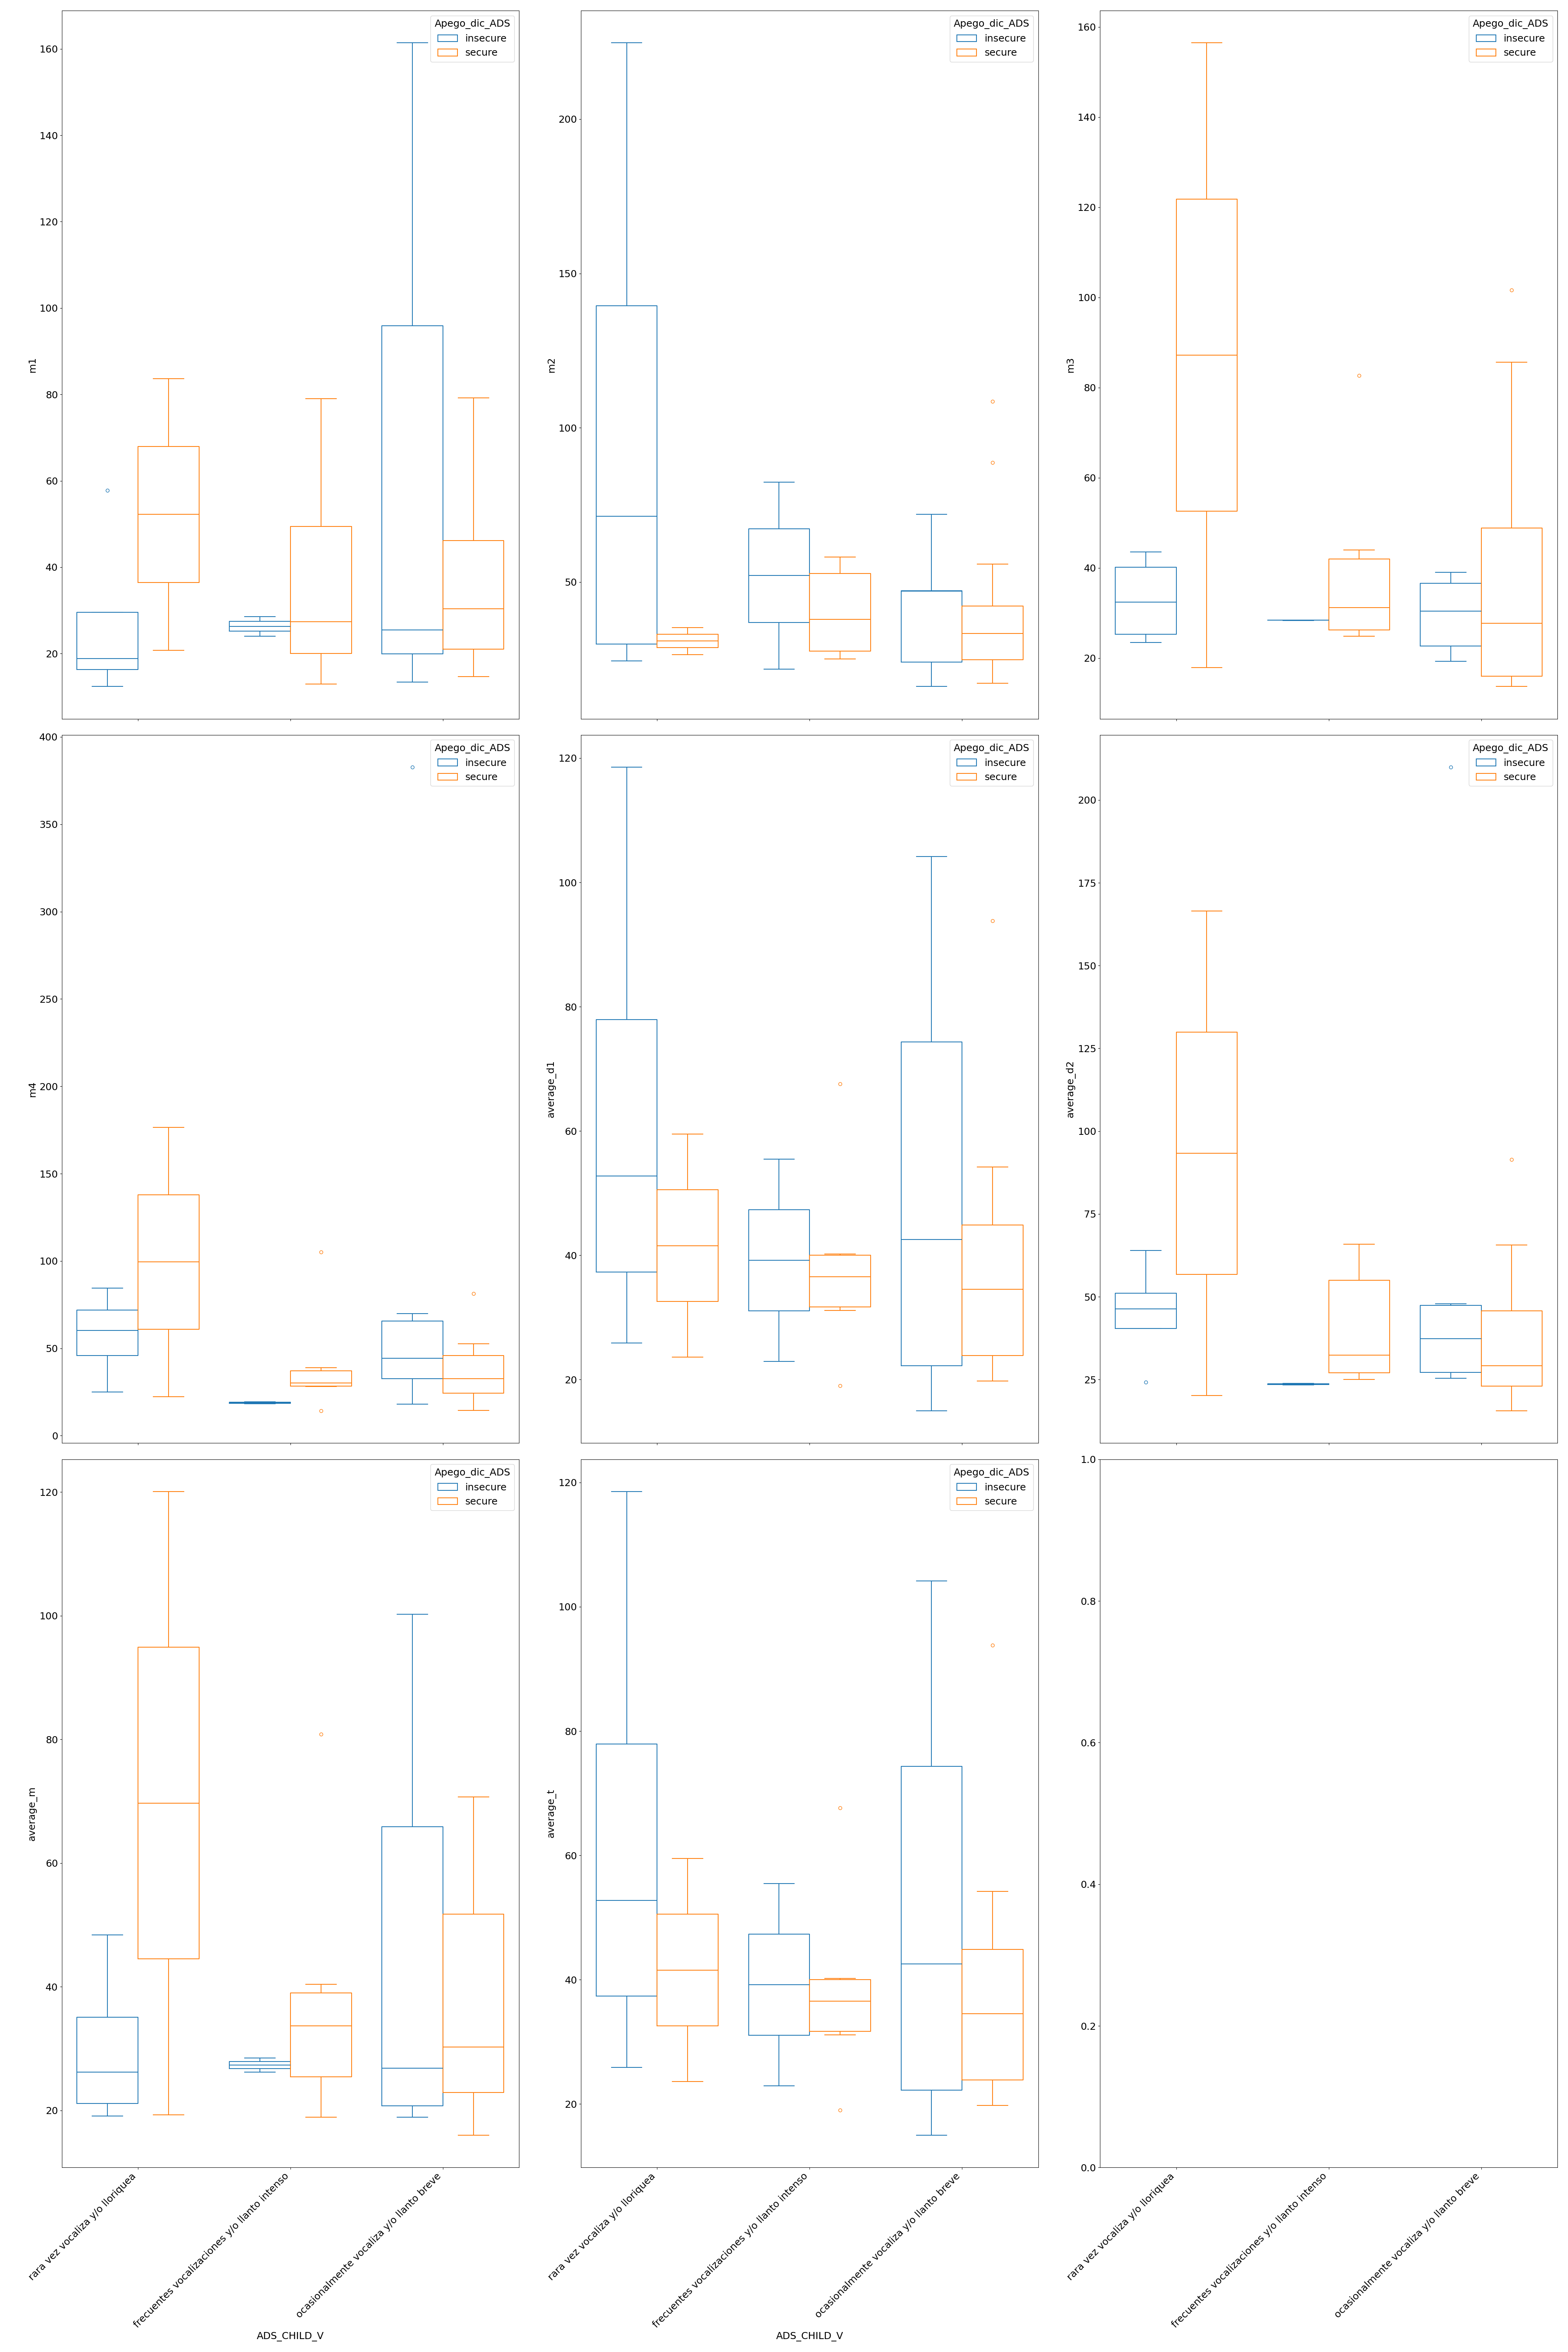 Apego_dic_ADS
insecure
secure
160
140
120
100
80
60
40
20
m1
Apego_dic_ADS
insecure
secure
200
150
100
50
m2
Apego_dic_ADS
insecure
secure
160
140
120
100
80
60
40
20
m3
Apego_dic_ADS
insecure
secure
400
350
300
250
200
150
100
50
0
m4
Apego_dic_ADS
insecure
secure
120
100
80
60
40
20
average_d1
Apego_dic_ADS
insecure
secure
200
175
150
125
100
75
50
25
average_d2
Apego_dic_ADS
insecure
secure
120
100
80
60
40
20
average_m
rara vez vocaliza y/o lloriquea
frecuentes vocalizaciones y/o llanto intenso
ocasionalmente vocaliza y/o llanto breve
ADS_CHILD_V
Apego_dic_ADS
insecure
secure
120
100
80
60
40
20
average_t
rara vez vocaliza y/o lloriquea
frecuentes vocalizaciones y/o llanto intenso
ocasionalmente vocaliza y/o llanto breve
ADS_CHILD_V
1.0
0.8
0.6
0.4
0.2
0.0
rara vez vocaliza y/o lloriquea
frecuentes vocalizaciones y/o llanto intenso
ocasionalmente vocaliza y/o llanto breve